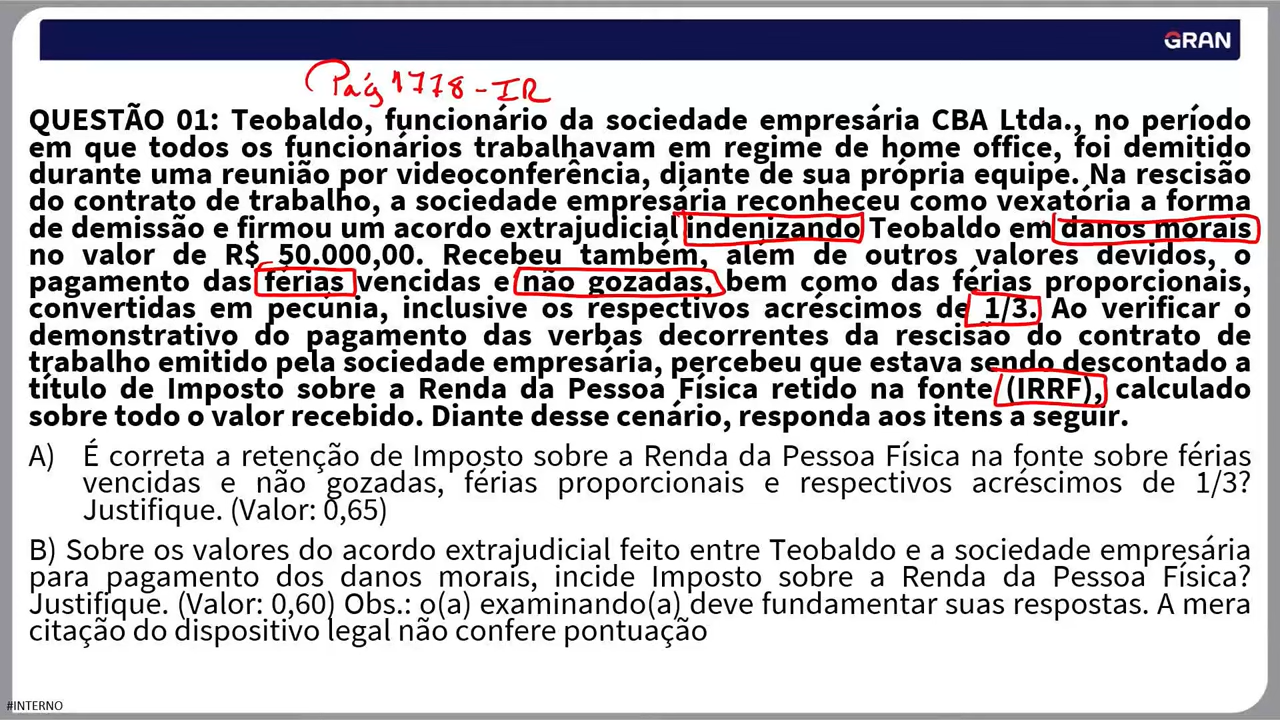 GRAN
Pág 1778 - IR
QUESTÃO 01: Teobaldo, funcionário da sociedade empresária CBA Ltda., no período
em que todos os funcionários trabalhavam em regime de home office, foi demitido
durante uma reunião por videoconferência, diante de sua própria equipe. Na rescisão
do contrato de trabalho, a sociedade empresária reconheceu como vexatória a forma
de demissão e firmou um acordo extrajudicial indenizando Teobaldo em danos morais
no valor de R$ 50.000,00. Recebeu também, além de outros valores devidos, o
pagamento das férias vencidas e não gozadas, bem como das férias proporcionais,
convertidas em pecúnia, inclusive os respectivos acréscimos de 1/3. Ao verificar o
demonstrativo do pagamento das verbas decorrentes da rescisão do contrato de
trabalho emitido pela sociedade empresária, percebeu que estava sendo descontado a
título de Imposto sobre a Renda da Pessoa Física retido na fonte (IRRF), calculado
sobre todo o valor recebido. Diante desse cenário, responda aos itens a seguir.
A) É correta a retenção de Imposto sobre a Renda da Pessoa Física na fonte sobre férias
vencidas e não gozadas, férias proporcionais e respectivos acréscimos de 1/3?
Justifique. (Valor: 0,65)
B) Sobre os valores do acordo extrajudicial feito entre Teobaldo e a sociedade empresária
para pagamento dos danos morais, incide Imposto sobre a Renda da Pessoa Física?
Justifique. (Valor: 0,60) Obs.: o(a) examinando(a) deve fundamentar suas respostas. A mera
citação do dispositivo legal não confere pontuação
#INTERNO